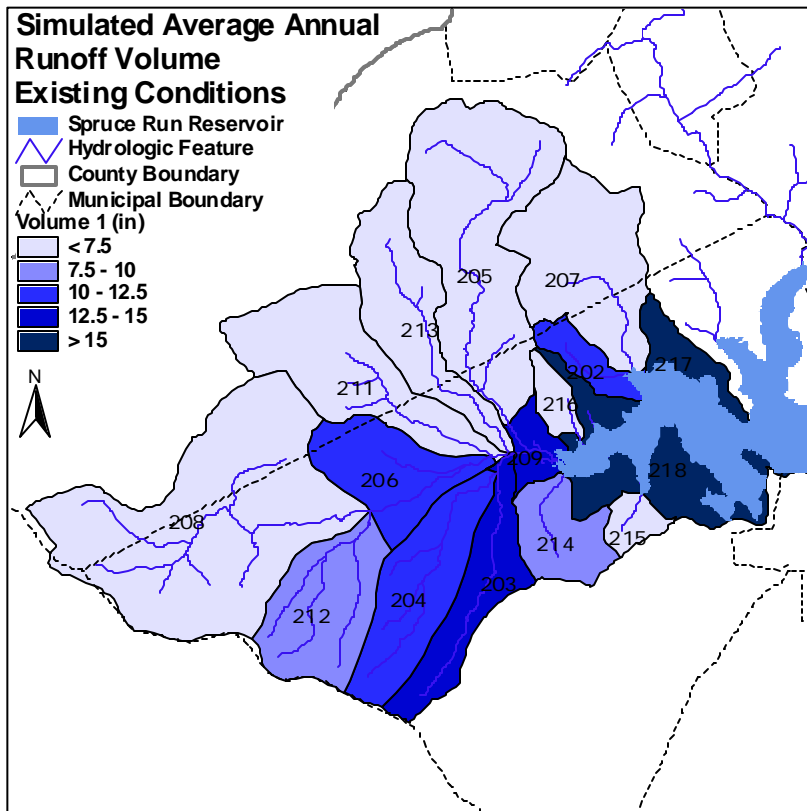 Simulated Average Annual
Runoff Volume
Existing Conditions
Spruce Run Reservoir
Hydrologic Feature
County Boundary
Municipal Boundary
Volume 1 (in)
< 7.5
7.5 - 10
10 - 12.5
12.5 - 15
> 15
N
205
207
213
202
217
211
216
209
218
206
208
214
215
203
204
212